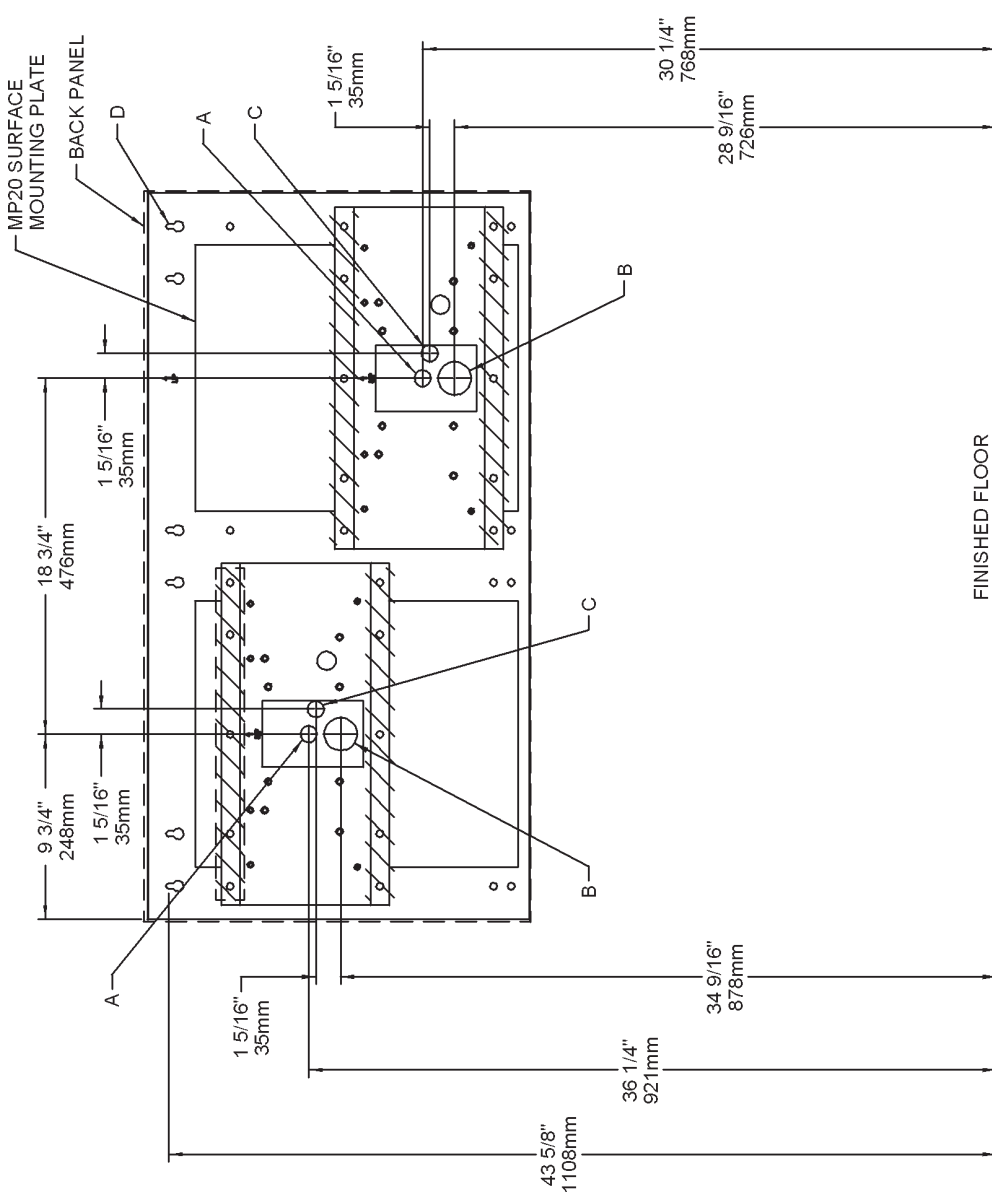 MP20 SURFACE
MOUNTING PLATE
BACK PANEL
D
A
C
9 3/4"
248mm
18 3/4"
476mm
1 5/16"
35mm
1 5/16"
35mm
A
1 5/16"
35mm
1 5/16"
35mm
43 5/8"
1108mm
36 1/4"
921mm
34 9/16"
878mm
B
C
B
30 1/4"
768mm
28 9/16"
726mm
FINISHED FLOOR